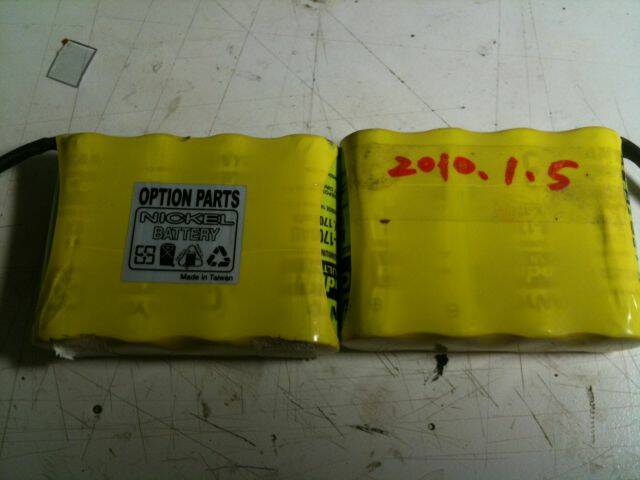 OPTION PARTS
NICKEL
BATTERY
Made in Taiwan
2010.1.5